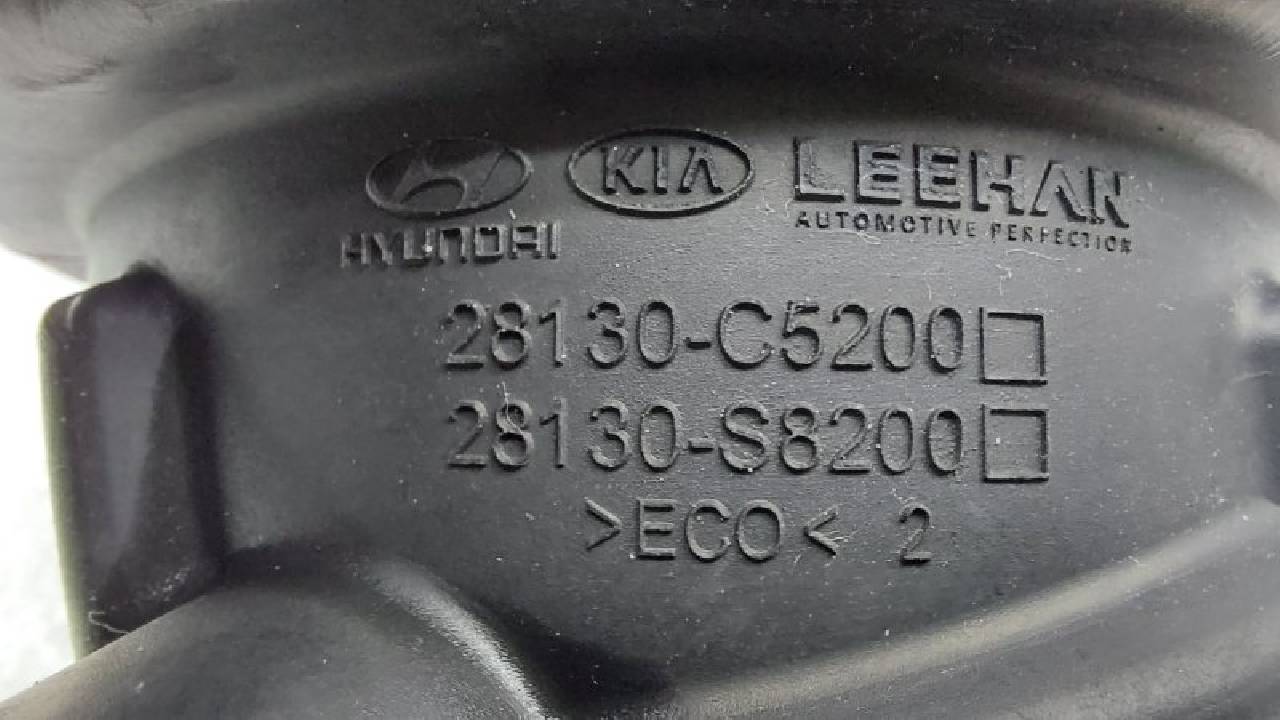 KIA LEEHAN
HYUNDAI AUTOMOTIVE PERFECTION
28130-C5200□
28130-S8200□
>ECO< 2